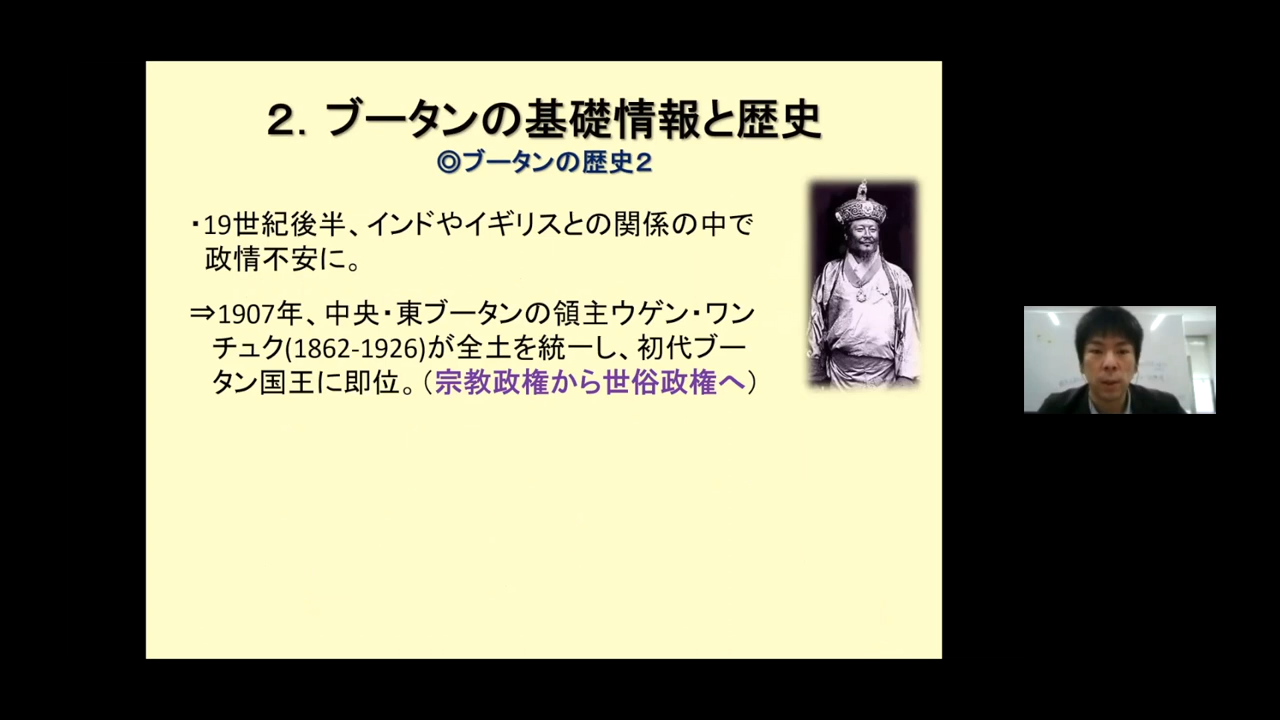 ２．ブータンの基礎情報と歴史
◎ブータンの歴史２
・19世紀後半、インドやイギリスとの関係の中で
政情不安に。
⇒1907年、中央・東ブータンの領主ウゲン・ワン
チュク(1862-1926)が全土を統一し、初代ブー
タン国王に即位。（宗教政権から世俗政権へ）